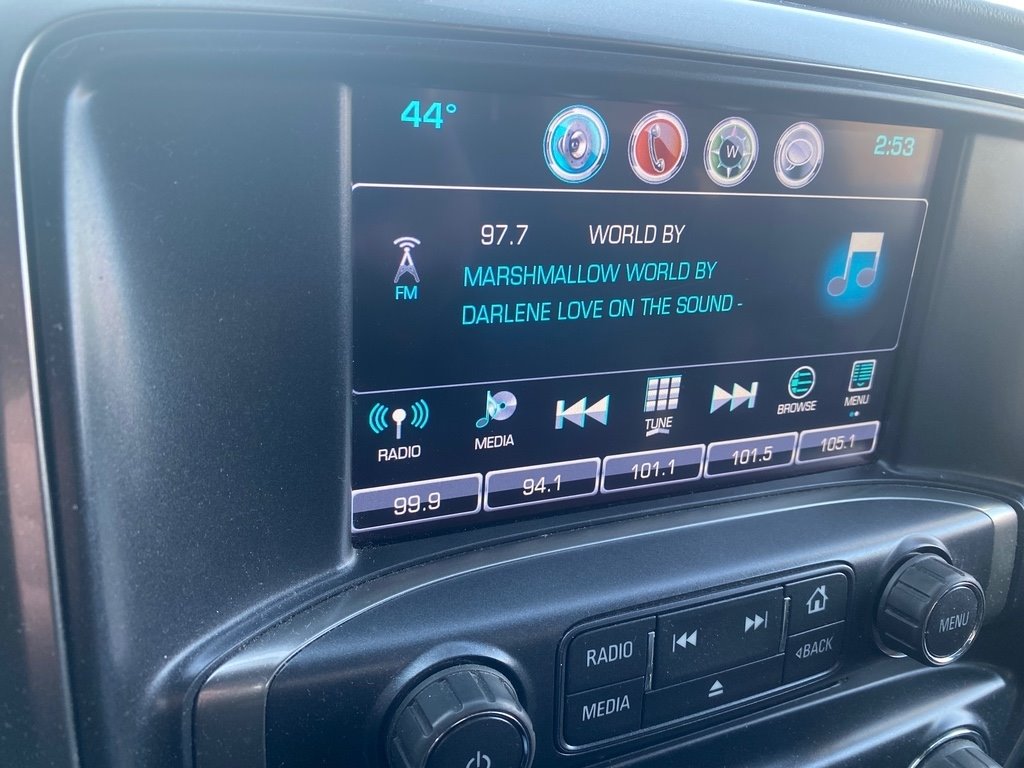 44°
W
2:53
97.7 WORLD BY
FM
MARSHMALLOW WORLD BY
DARLENE LOVE ON THE SOUND -
RADIO
MEDIA
TUNE
BROWSE
MENU
99.9
94.1
101.1
101.5
105.1
RADIO
MEDIA
BACK
MENU